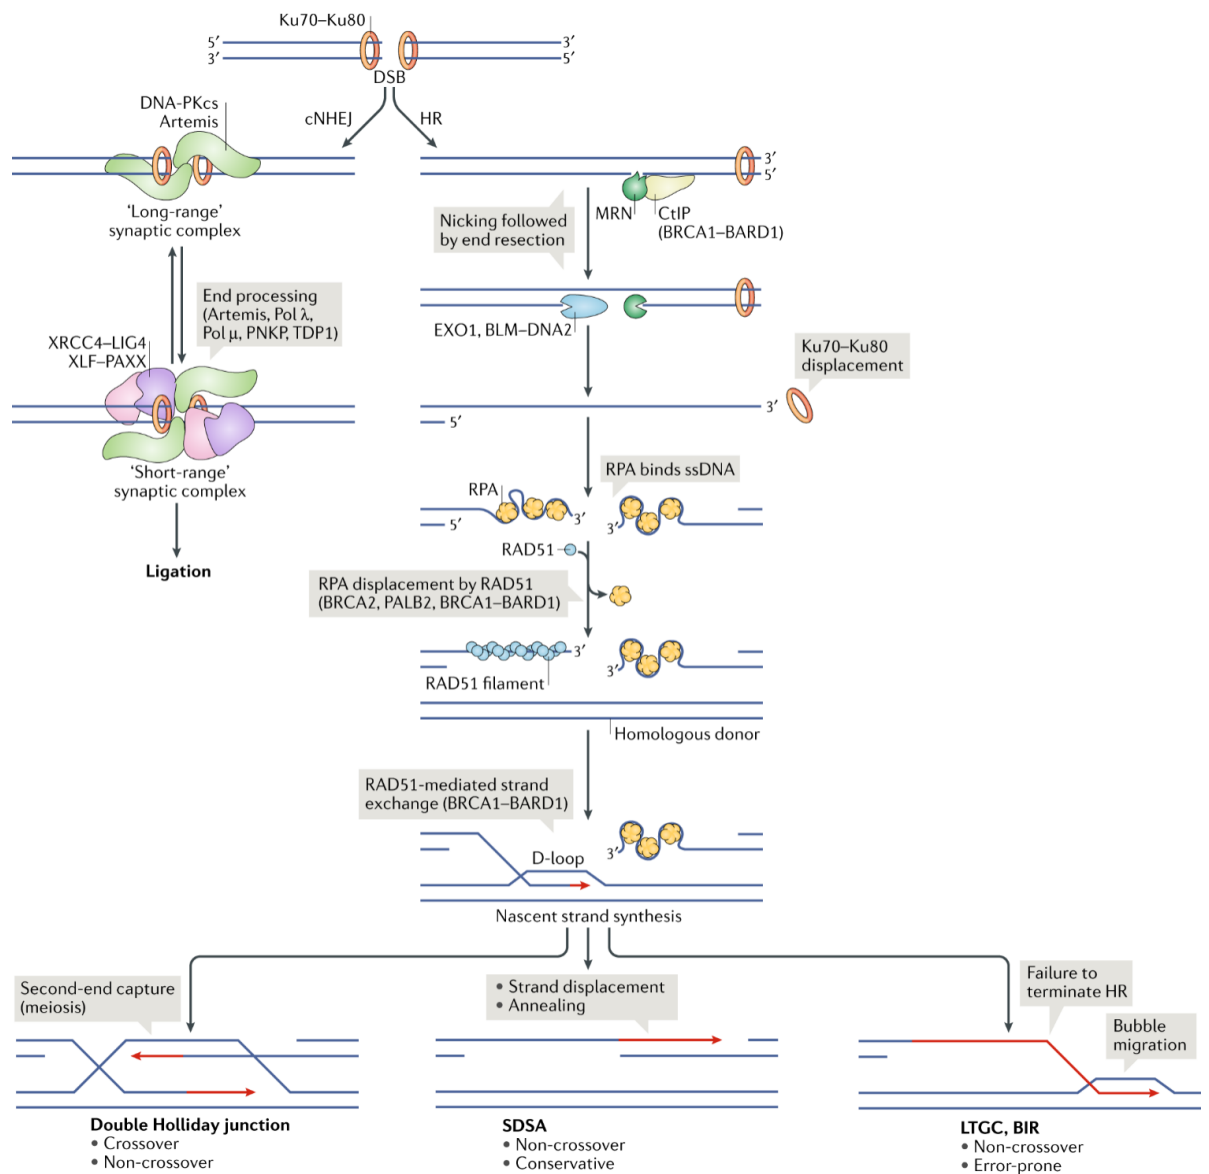 Ku70–Ku80
5′
3′
3′
5′
DSB
cNHEJ
HR
DNA-PKcs
Artemis
'Long-range'
synaptic complex
End processing
(Artemis, Pol λ,
Pol μ, PNKP, TDP1)
XRCC4–LIG4
XLF–PAXX
'Short-range'
synaptic complex
Ligation
3′
5′
MRN
CtIP
(BRCA1–BARD1)
Nicking followed
by end resection
EXO1, BLM–DNA2
Ku70–Ku80
displacement
3′
5′
RPA binds ssDNA
RPA
3′
3′
5′
RAD51
RPA displacement by RAD51
(BRCA2, PALB2, BRCA1–BARD1)
3′
3′
RAD51 filament
Homologous donor
RAD51-mediated strand
exchange (BRCA1–BARD1)
3′
D-loop
Nascent strand synthesis
Second-end capture
(meiosis)
• Strand displacement
• Annealing
Failure to
terminate HR
Bubble
migration
Double Holliday junction
• Crossover
• Non-crossover
SDSA
• Non-crossover
• Conservative
LTGC, BIR
• Non-crossover
• Error-prone